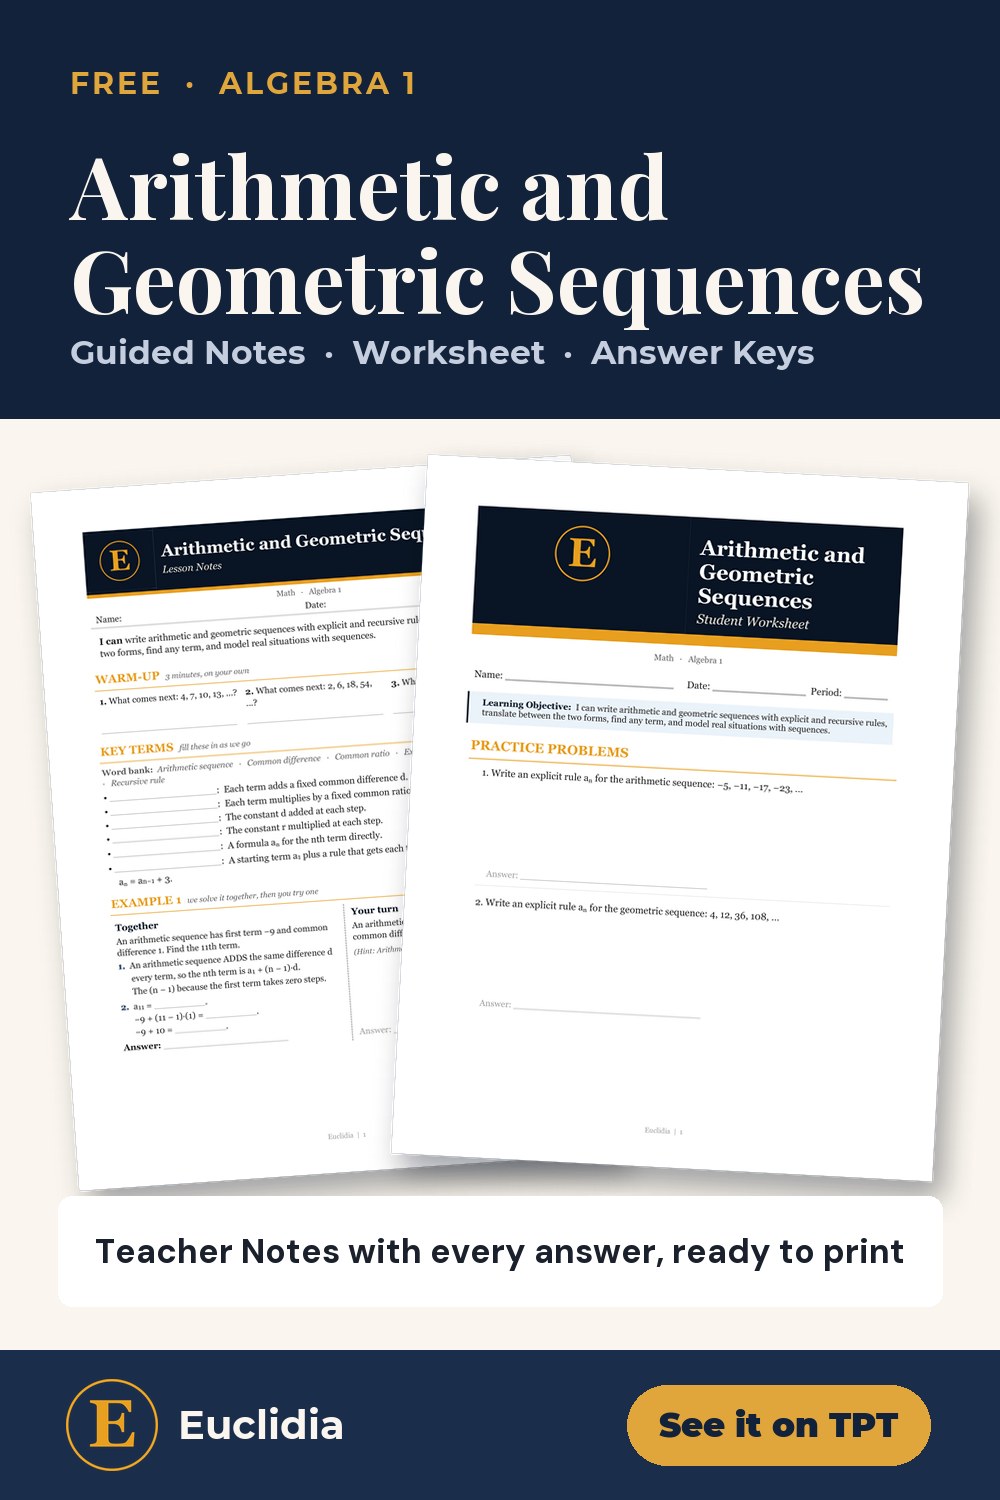 FREE · ALGEBRA 1
Arithmetic and
Geometric Sequences
Guided Notes · Worksheet · Answer Keys
E
Arithmetic and Geometric Sequ
Lesson Notes
Math · Algebra 1
Name:
Date:
I can write arithmetic and geometric sequences with explicit and recursive rul
two forms, find any term, and model real situations with sequences.
WARM-UP 3 minutes, on your own
1. What comes next: 4, 7, 10, 13, ...?
2. What comes next: 2, 6, 18, 54,
...?
3. Wh
KEY TERMS fill these in as we go
Word bank: Arithmetic sequence · Common difference · Common ratio · Ex
· Recursive rule
• : Each term adds a fixed common difference d.
• : Each term multiplies by a fixed common ratio
• : The constant d added at each step.
• : The constant r multiplied at each step.
• : A formula aₙ for the nth term directly.
• : A starting term a₁ plus a rule that gets each
aₙ = aₙ₋₁ + 3.
EXAMPLE 1 we solve it together, then you try one
Together
An arithmetic sequence has first term −9 and common
difference 1. Find the 11th term.
1. An arithmetic sequence ADDS the same difference d
every term, so the nth term is a₁ + (n − 1)·d.
The (n − 1) because the first term takes zero steps.
2. a₁₁ = .
−9 + (11 − 1)·(1) = .
−9 + 10 = .
Answer:
Your turn
An arithmetic
common diff
(Hint: Arithm
Answer:
Euclidia | 1
E
Arithmetic and
Geometric
Sequences
Student Worksheet
Math · Algebra 1
Name: Date: Period:
Learning Objective: I can write arithmetic and geometric sequences with explicit and recursive rules,
translate between the two forms, find any term, and model real situations with sequences.
PRACTICE PROBLEMS
1. Write an explicit rule aₙ for the arithmetic sequence: −5, −11, −17, −23, ...
Answer:
2. Write an explicit rule aₙ for the geometric sequence: 4, 12, 36, 108, ...
Answer:
Euclidia | 1
Teacher Notes with every answer, ready to print
E
Euclidia
See it on TPT